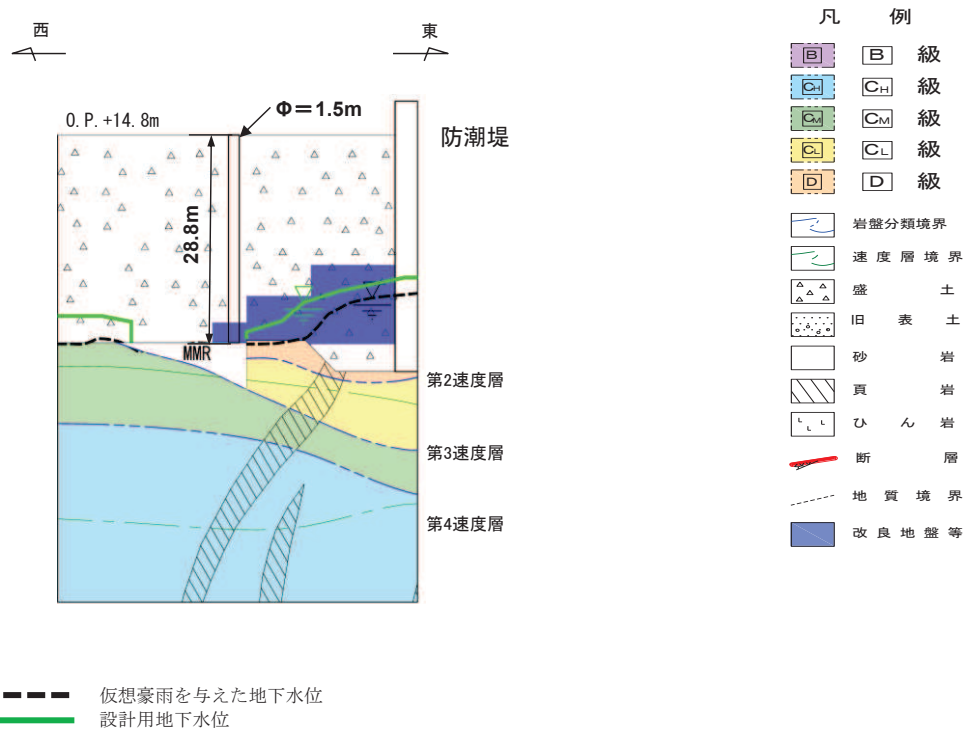 西
東
O.P.+14.8m
Φ＝1.5m
防潮堤
28.8m
MMR
第2速度層
第3速度層
第4速度層
凡 例
B B 級
CH CH 級
CM CM 級
CL CL 級
D D 級
岩盤分類境界
速度層境界
盛土
旧表土
砂岩
頁岩
ひん岩
断層
地質境界
改良地盤等
仮想豪雨を与えた地下水位
設計用地下水位